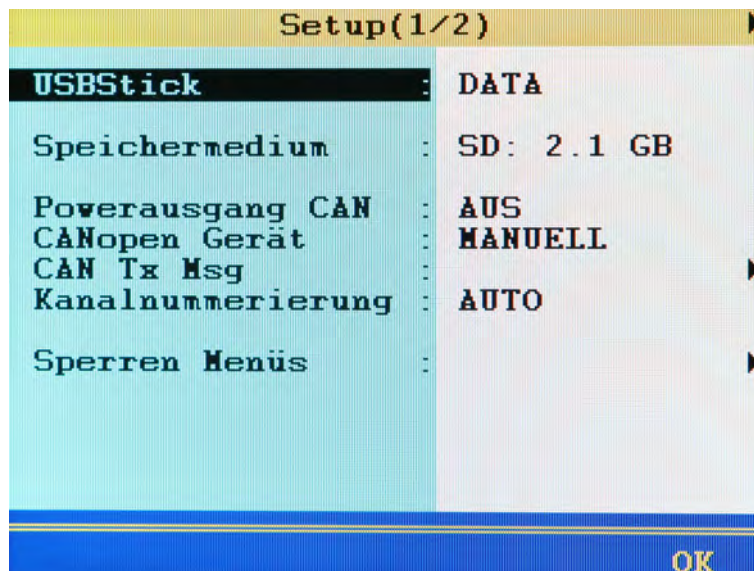 Setup(1/2)
USBStick : DATA
Speichermedium : SD: 2.1 GB
Powerausgang CAN : AUS
CANopen Gerät : MANUELL
CAN Tx Msg :
Kanalnummerierung : AUTO
Sperren Menüs :
OK